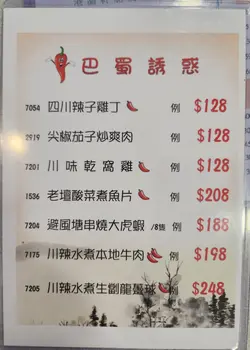 巴蜀誘惑
7054 四川辣子雞丁 例 $128
2919 尖椒茄子炒爽肉 例 $128
7201 川味乾窩雞 例 $128
1536 老壇酸菜煮魚片 例 $208
7204 避風塘串燒大虎蝦 /8隻 例 $188
7175 川辣水煮本地牛肉 例 $198
7205 川辣水煮生劏龍躉球 例 $248